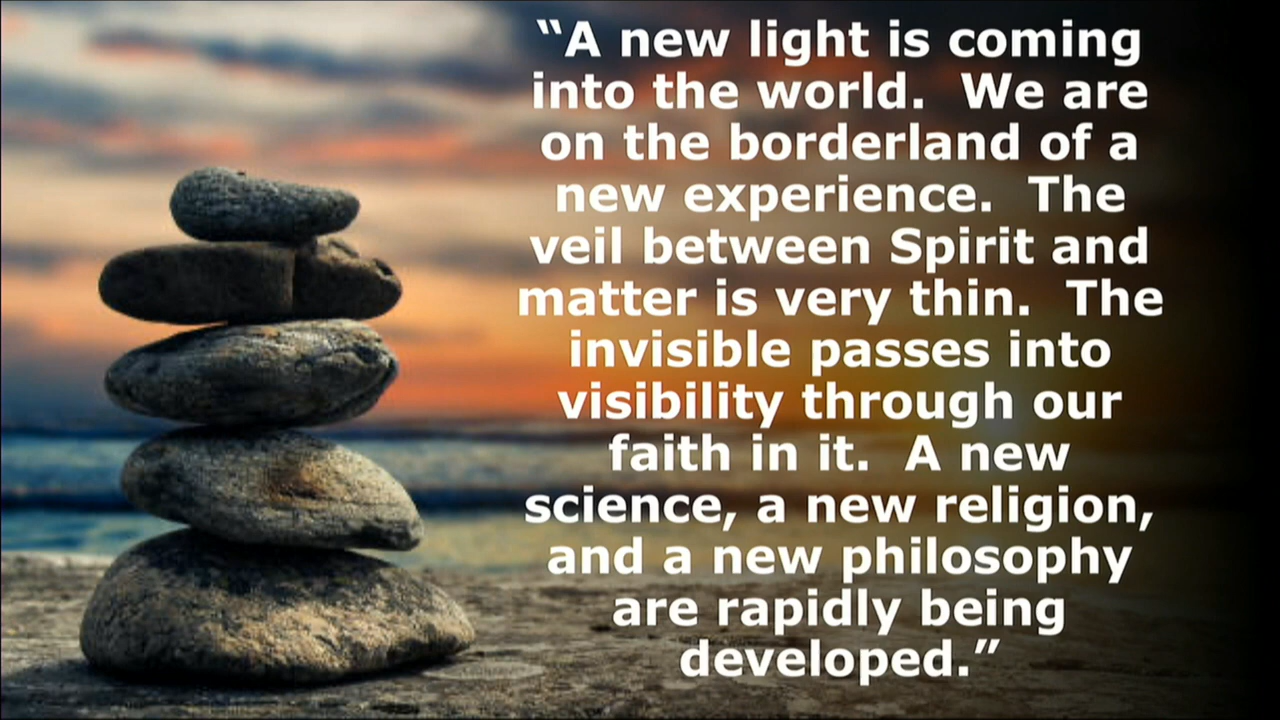 “A new light is coming
into the world.  We are
on the borderland of a
new experience.  The
veil between Spirit and
matter is very thin.  The
invisible passes into
visibility through our
faith in it.  A new
science, a new religion,
and a new philosophy
are rapidly being
developed.”